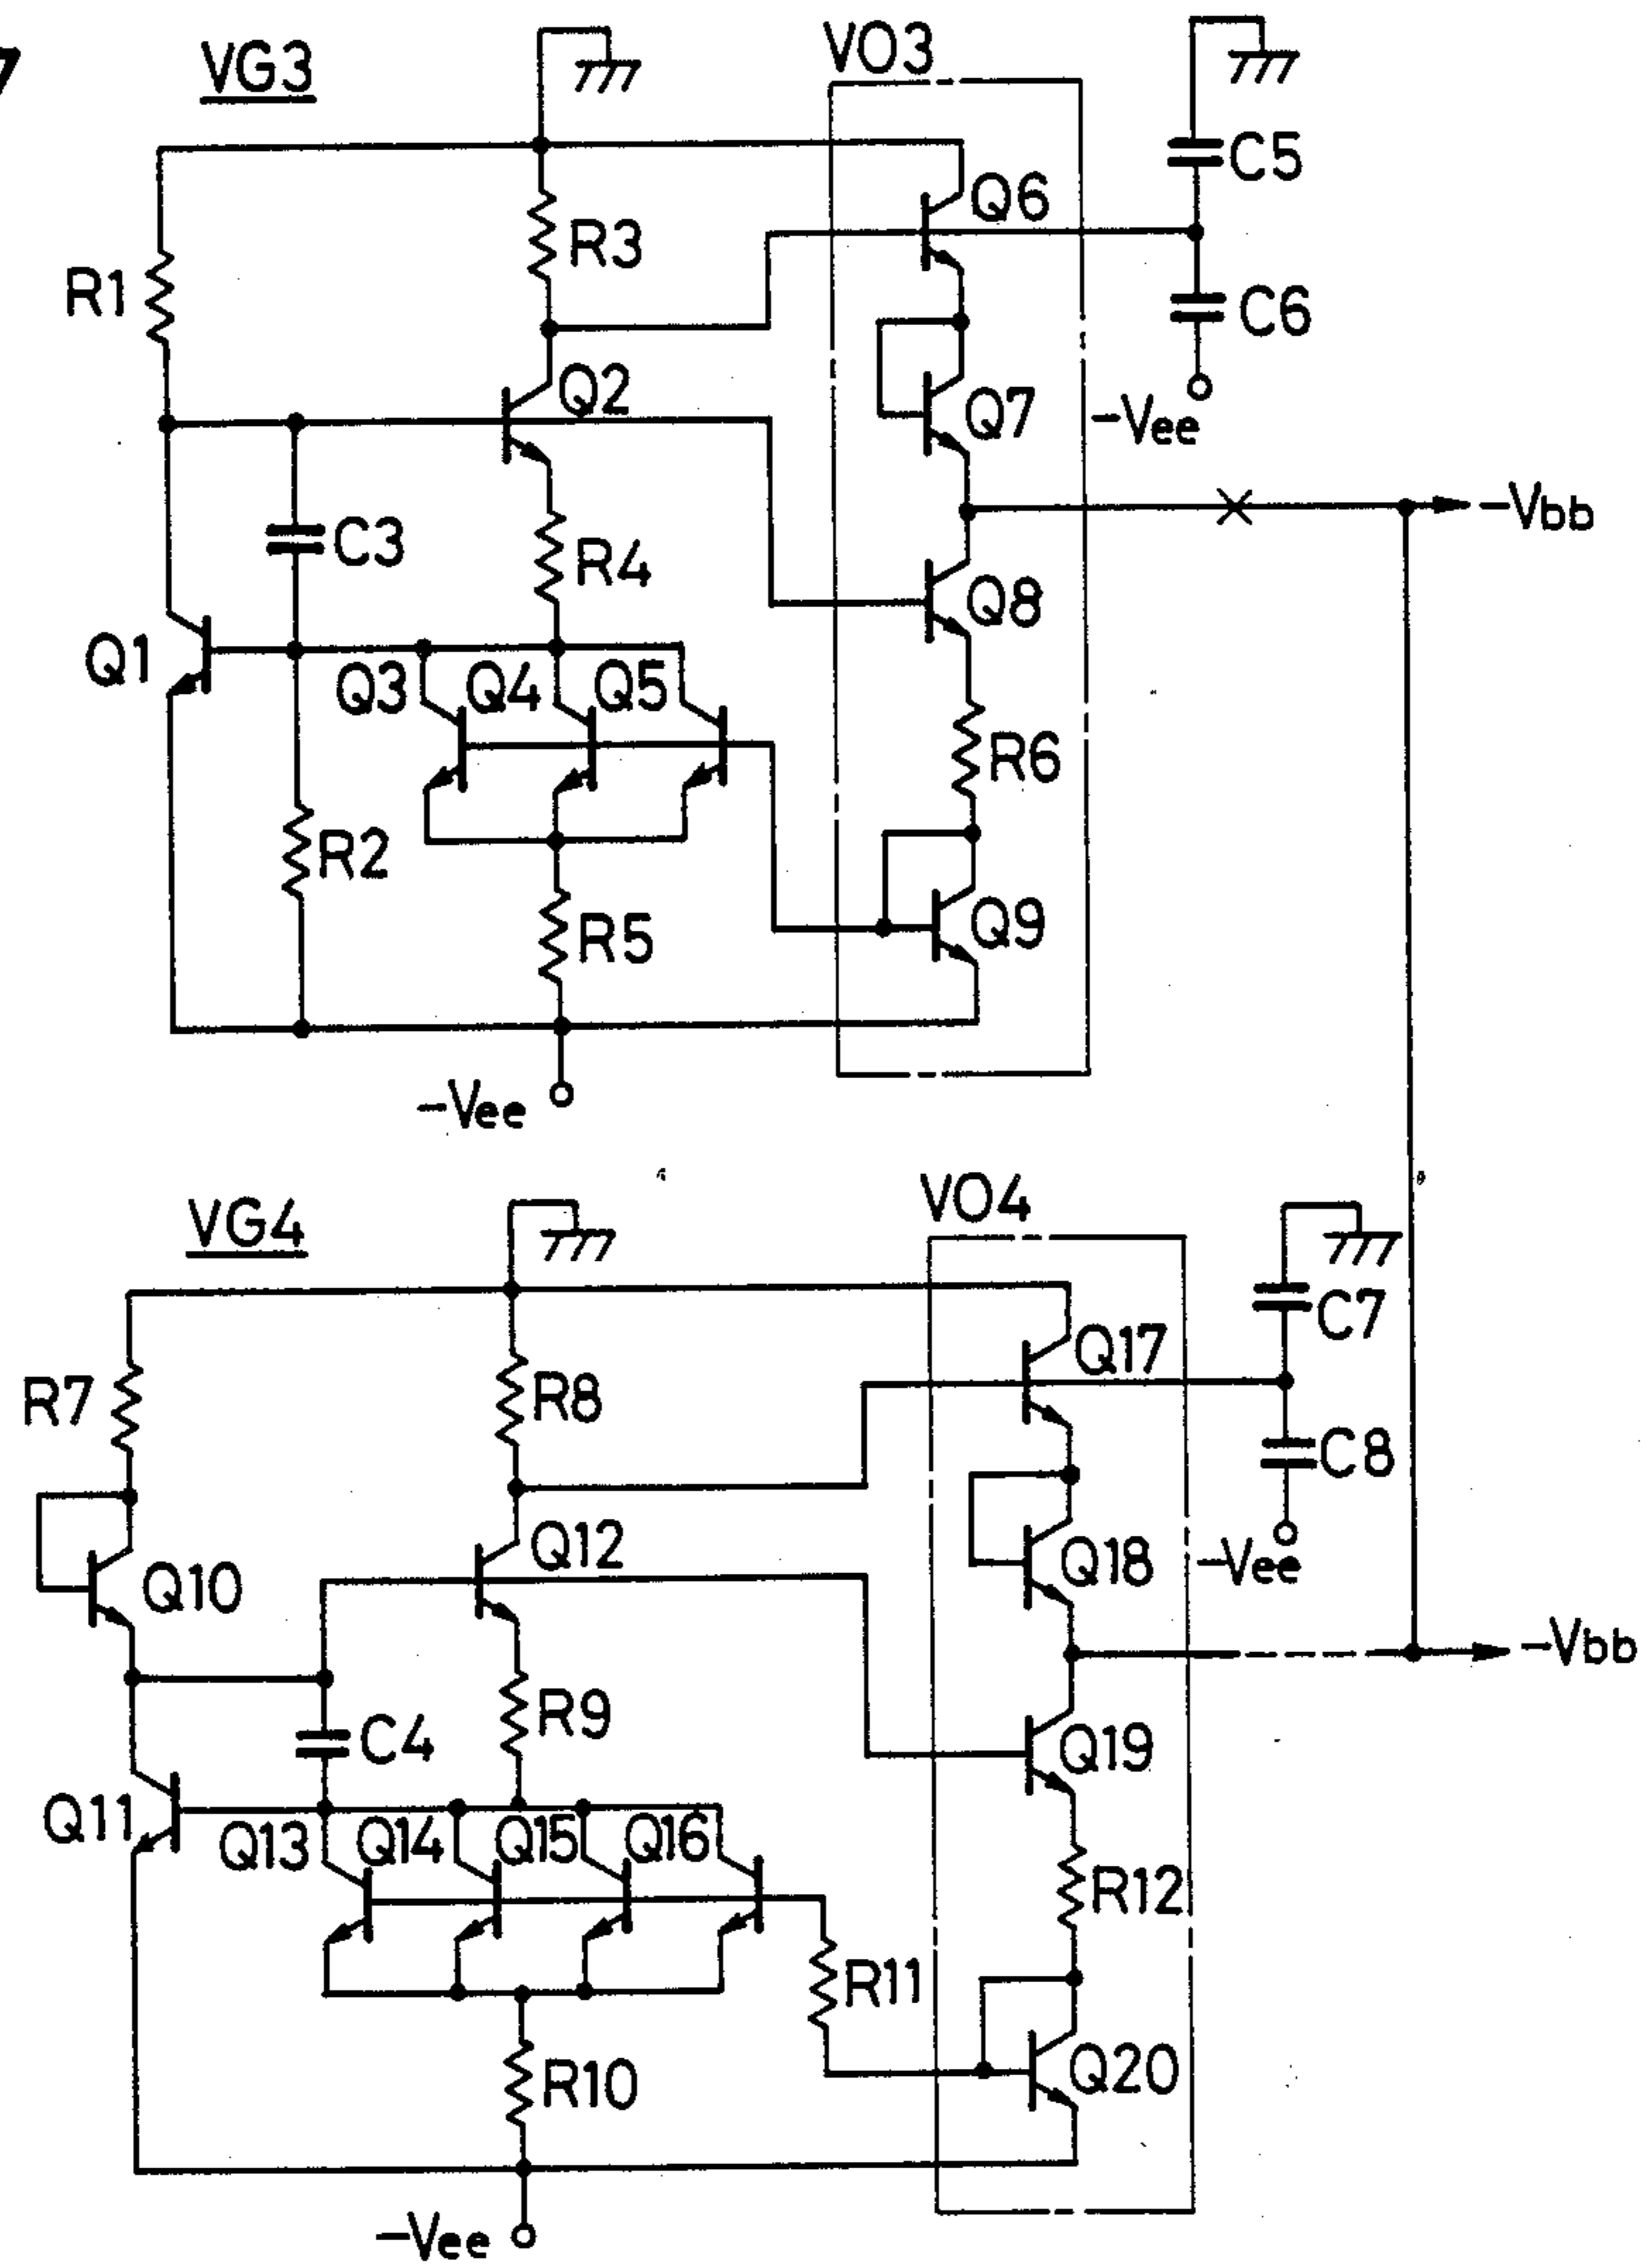 7
VG3
VO3
C5
Q6
R3
R1
C6
Q2
Q7
-Vee
-Vbb
C3
R4
Q8
Q1
Q3
Q4
Q5
R6
R2
R5
Q9
-Vee
VG4
VO4
C7
Q17
R7
R8
C8
Q12
Q18
-Vee
Q10
-Vbb
R9
C4
Q19
Q11
Q13
Q14
Q15
Q16
R12
R11
R10
Q20
-Vee